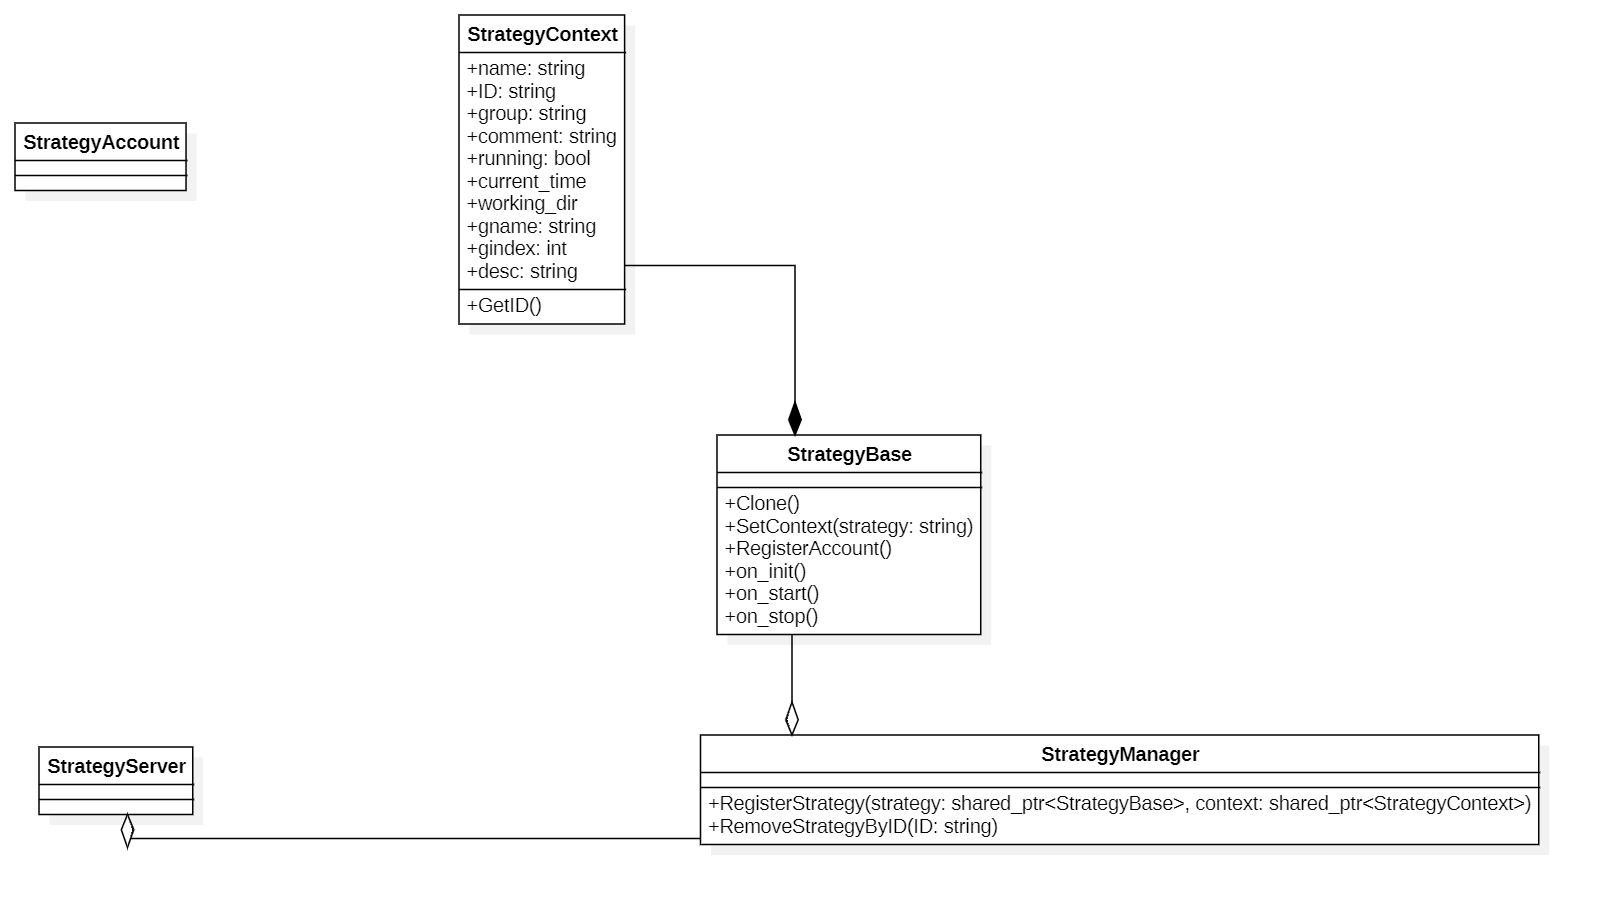 StrategyContext
+name: string
+ID: string
+group: string
+comment: string
+running: bool
+current_time
+working_dir
+gname: string
+gindex: int
+desc: string
+GetID()
StrategyAccount
StrategyBase
+Clone()
+SetContext(strategy: string)
+RegisterAccount()
+on_init()
+on_start()
+on_stop()
StrategyServer
StrategyManager
+RegisterStrategy(strategy: shared_ptr<StrategyBase>, context: shared_ptr<StrategyContext>)
+RemoveStrategyByID(ID: string)